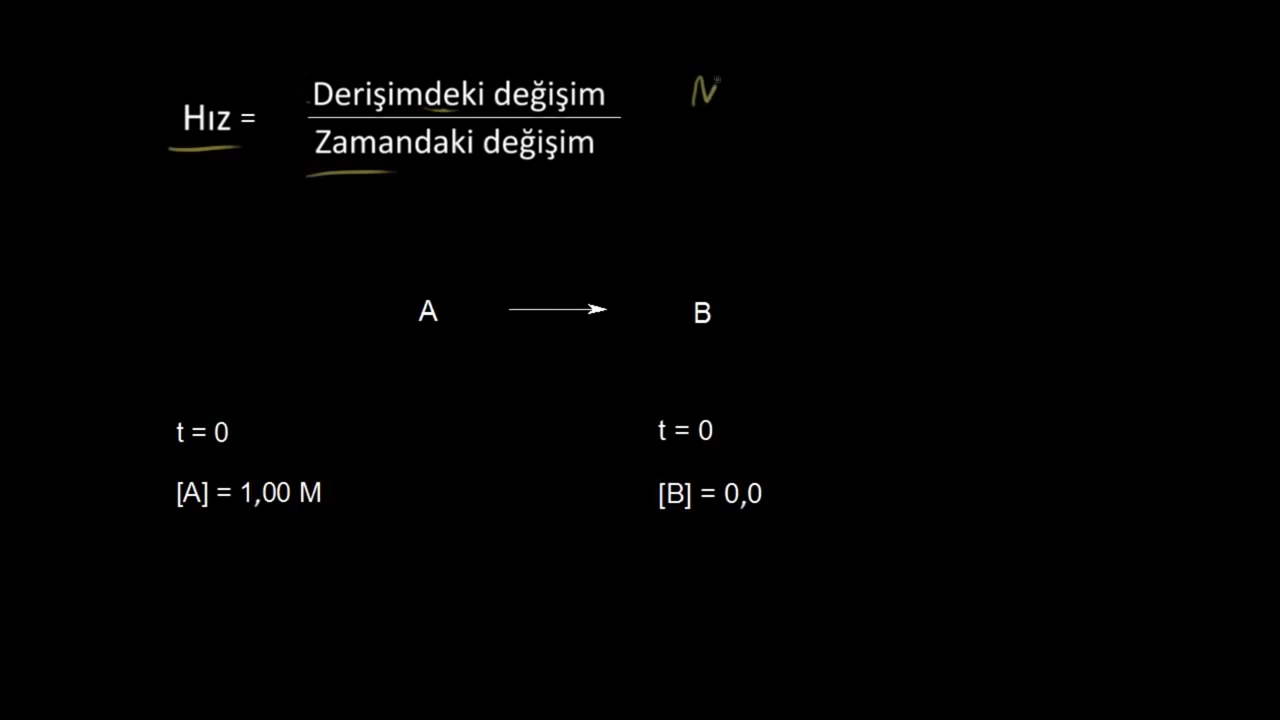 Hız = Derişimdeki değişim
Zamandaki değişim
A → B
t = 0
[A] = 1,00 M
t = 0
[B] = 0,0